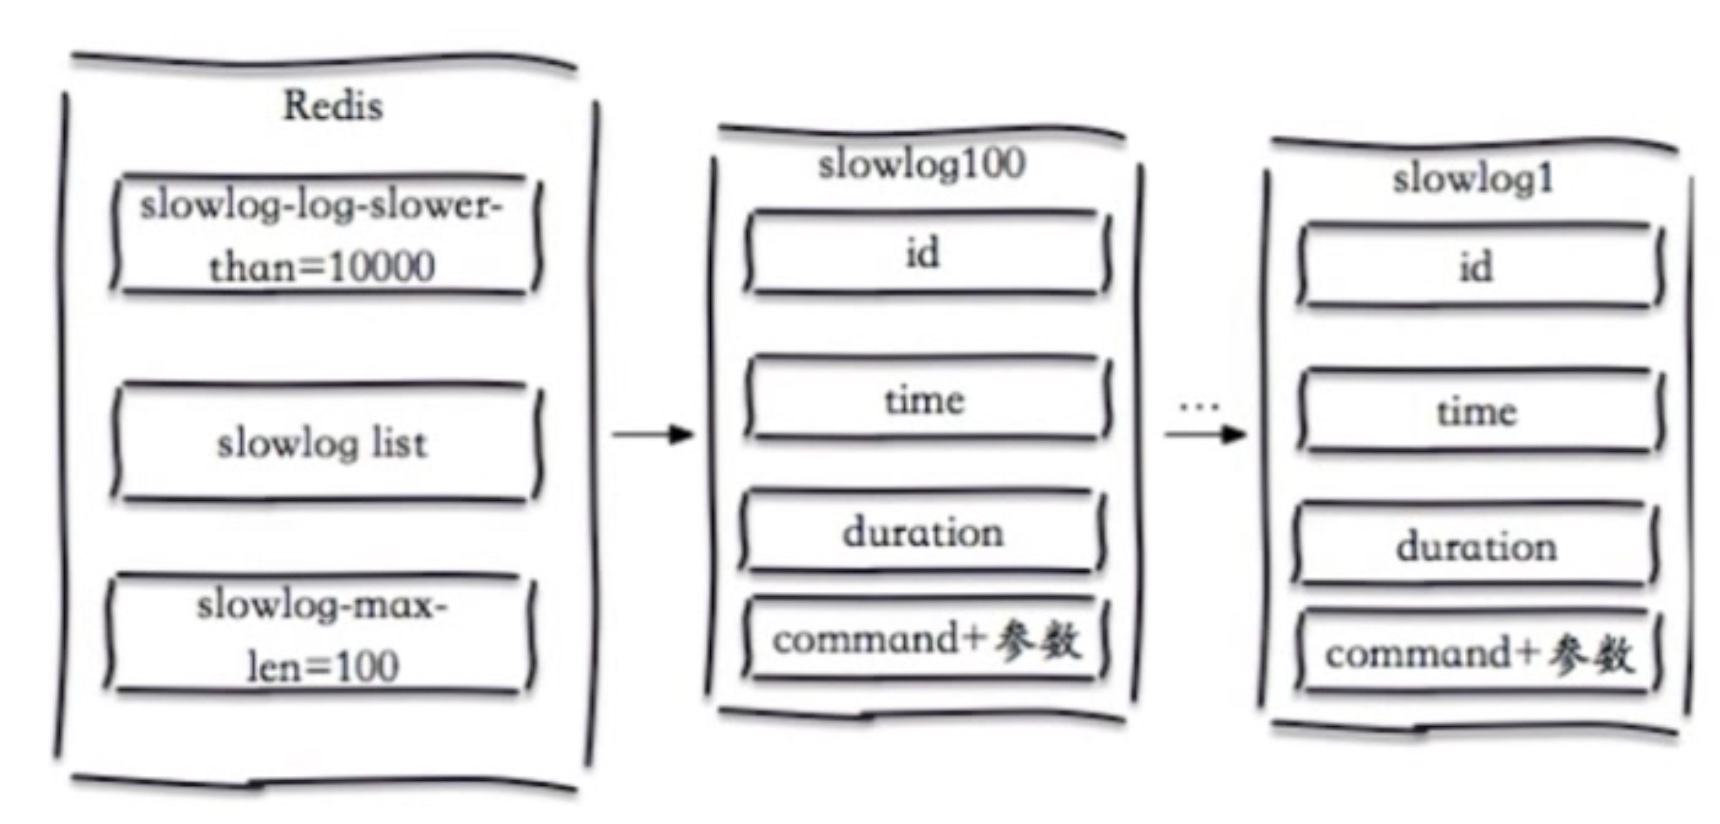 Redis
slowlog-log-slower-
than=10000
slowlog list
slowlog-max-
len=100
slowlog100
id
time
duration
command+参数
...
slowlog1
id
time
duration
command+参数